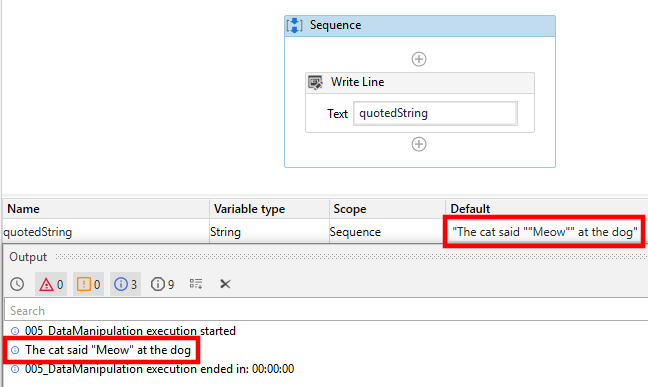 Sequence
Write Line
Text quotedString
Name Variable type Scope Default
quotedString String Sequence "The cat said ""Meow"" at the dog"
Output
0 0 3 9
Search
005_DataManipulation execution started
The cat said "Meow" at the dog
005_DataManipulation execution ended in: 00:00:00